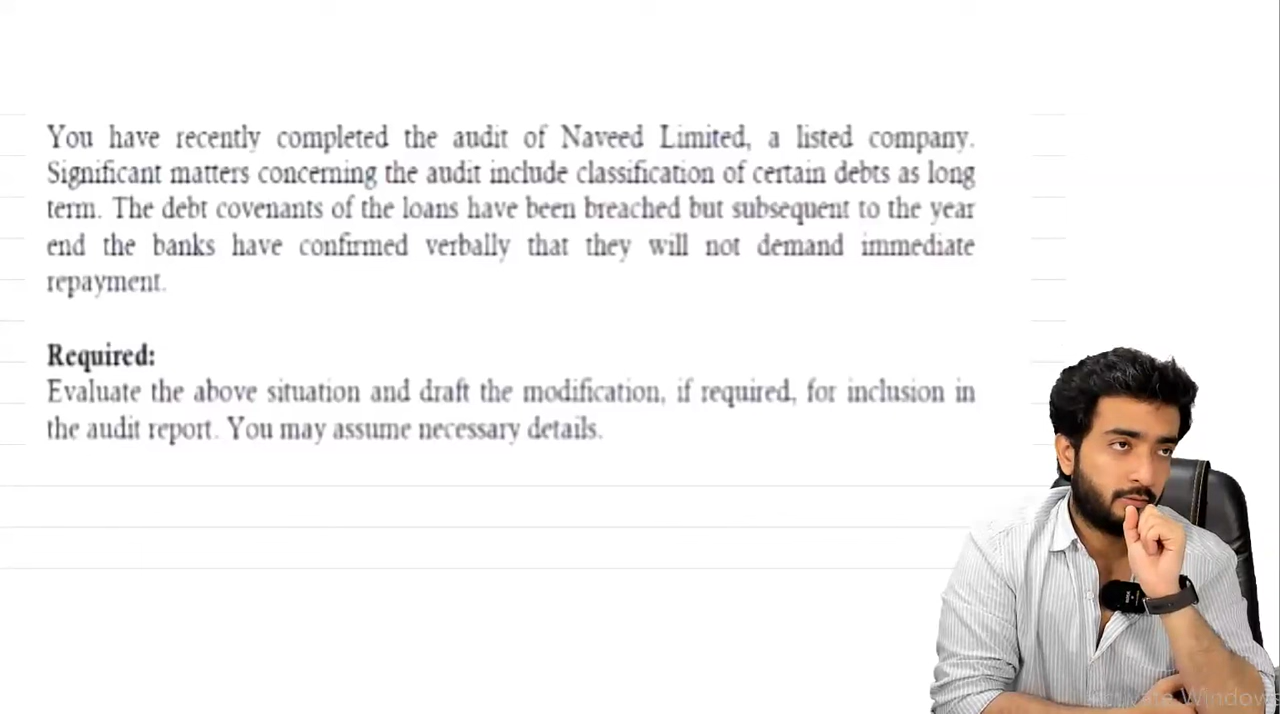 You have recently completed the audit of Naveed Limited, a listed company.
Significant matters concerning the audit include classification of certain debts as long
term. The debt covenants of the loans have been breached but subsequent to the year
end the banks have confirmed verbally that they will not demand immediate
repayment.
Required:
Evaluate the above situation and draft the modification, if required, for inclusion in
the audit report. You may assume necessary details.
Windows